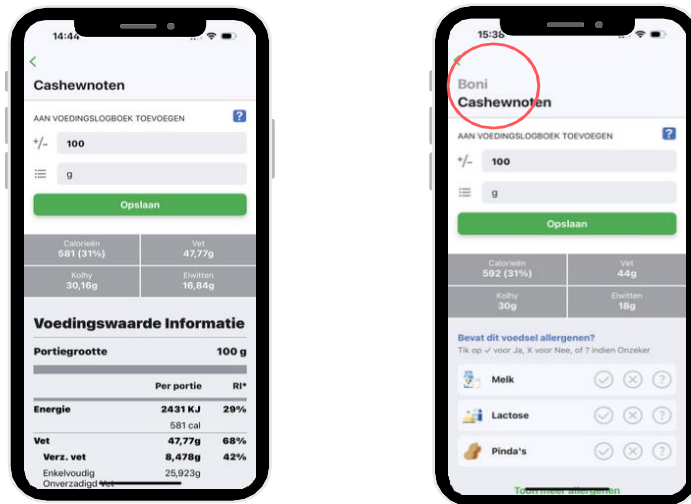 14:44
Cashewnoten
AAN VOEDINGSLOGBOEK TOEVOEGEN
?
+/- 100
g
Opslaan
Calorieën
581 (31%)
Vet
47,77g
Kolhy
30,16g
Eiwitten
16,84g
Voedingswaarde Informatie
Portiegrootte 100 g
Per portie RI*
Energie 2431 KJ 29%
581 cal
Vet 47,77g 68%
Verz. vet 8,478g 42%
Enkelvoudig 25,923g
Onverzadigd Vet
15:38
Boni
Cashewnoten
AAN VOEDINGSLOGBOEK TOEVOEGEN
?
+/- 100
g
Opslaan
Calorieën
592 (31%)
Vet
44g
Kolhy
30g
Eiwitten
18g
Bevat dit voedsel allergenen?
Tik op ✓ voor Ja, X voor Nee, of ? indien Onzeker
Melk ?
Lactose ?
Pinda's ?
Toon meer allergenen